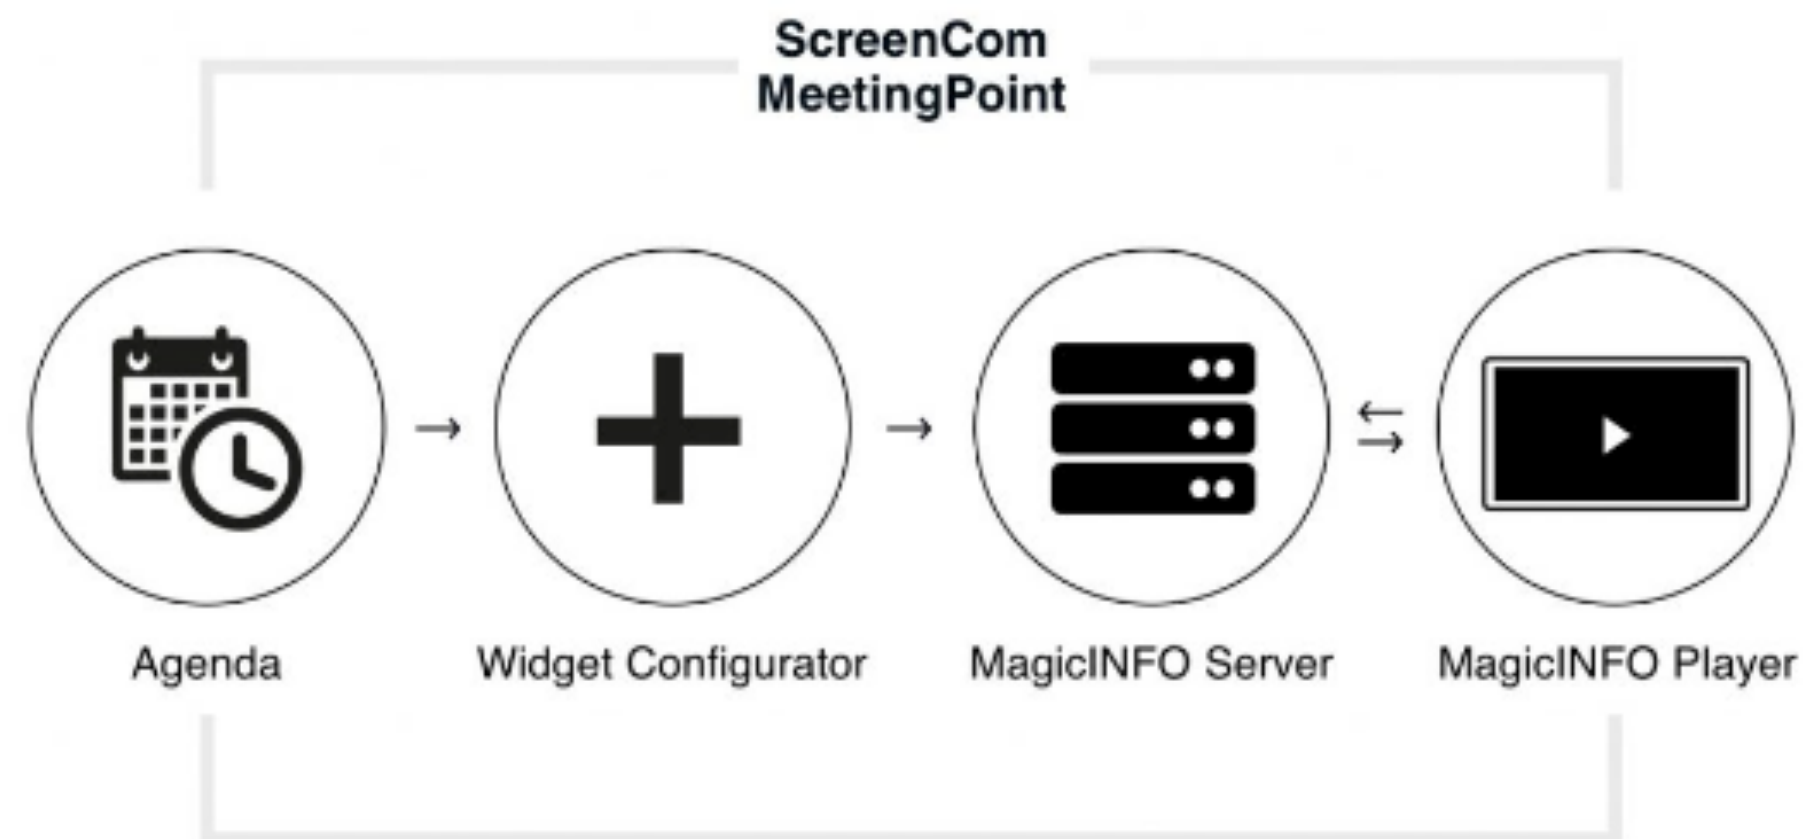 ScreenCom
MeetingPoint
Agenda
Widget Configurator
MagicINFO Server
MagicINFO Player